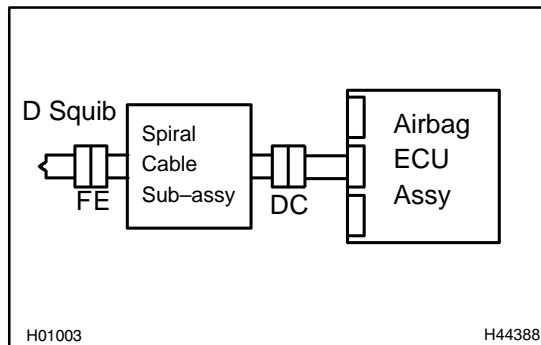 D Squib
Spiral
Cable
Sub–assy
FE
DC
Airbag
ECU
Assy
H01003
H44388